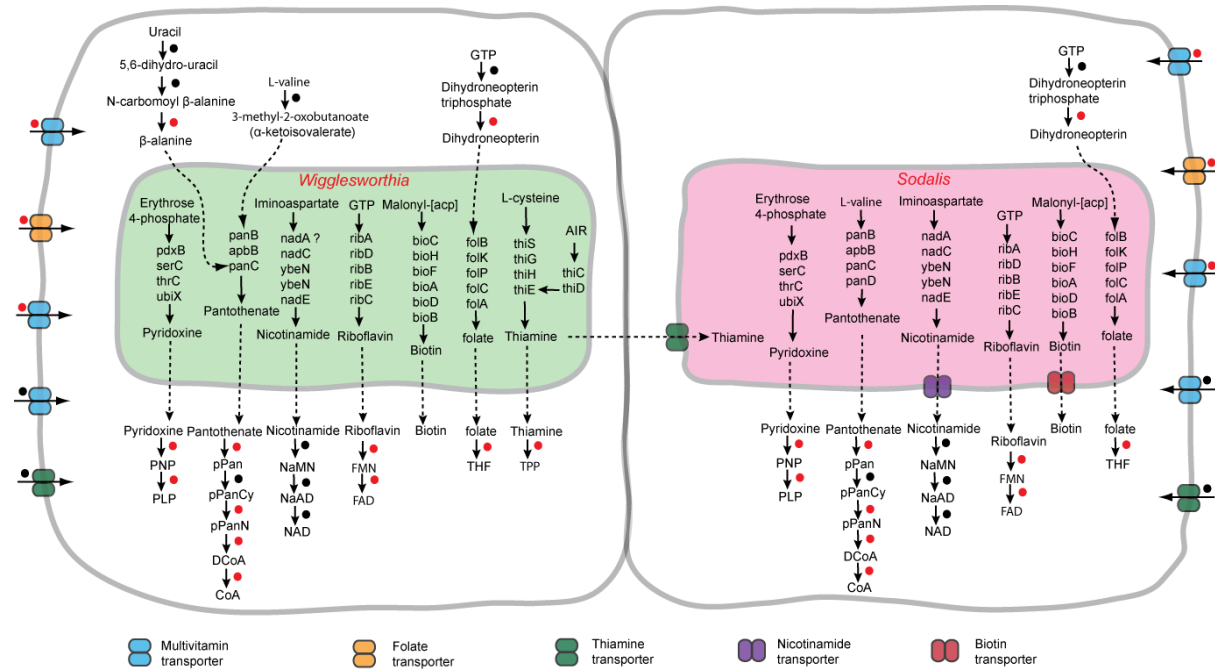 Uracil
5,6-dihydro-uracil
N-carbomoyl β-alanine
β-alanine
L-valine
3-methyl-2-oxobutanoate
(α-ketoisovalerate)
GTP
Dihydroneopterin
triphosphate
Dihydroneopterin
Wigglesworthia
Erythrose
4-phosphate
pdxB
serC
thrC
ubiX
Pyridoxine
panB
apbB
panC
Pantothenate
Iminoaspartate
nadA ?
nadC
ybeN
ybeN
nadE
Nicotinamide
GTP
ribA
ribD
ribB
ribE
ribC
Riboflavin
Malonyl-[acp]
bioC
bioH
bioF
bioA
bioD
bioB
Biotin
folB
folK
folP
folC
folA
folate
L-cysteine
thiS
thiG
thiH
thiE
Thiamine
AIR
thiC
thiD
Pyridoxine
PNP
PLP
Pantothenate
pPan
pPanCy
pPanN
DCoA
CoA
Nicotinamide
NaMN
NaAD
NAD
Riboflavin
FMN
FAD
Biotin
folate
THF
Thiamine
TPP
GTP
Dihydroneopterin
triphosphate
Dihydroneopterin
Sodalis
Thiamine
Erythrose
4-phosphate
pdxB
serC
thrC
ubiX
Pyridoxine
L-valine
panB
apbB
panC
panD
Pantothenate
Iminoaspartate
nadA
nadC
ybeN
ybeN
nadE
Nicotinamide
GTP
ribA
ribD
ribB
ribE
ribC
Riboflavin
Malonyl-[acp]
bioC
bioH
bioF
bioA
bioD
bioB
Biotin
folB
folK
folP
folC
folA
folate
Pyridoxine
PNP
PLP
Pantothenate
pPan
pPanCy
pPanN
DCoA
CoA
Nicotinamide
NaMN
NaAD
NAD
Riboflavin
FMN
FAD
Biotin
folate
THF
Multivitamin
transporter
Folate
transporter
Thiamine
transporter
Nicotinamide
transporter
Biotin
transporter